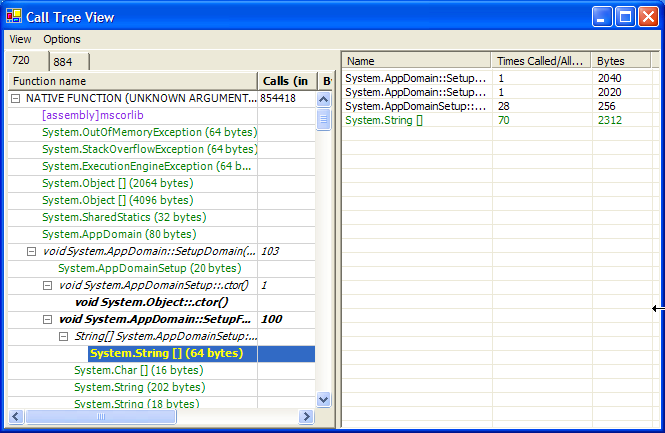 Call Tree View
View Options
720 884
Function name Calls (in B
NATIVE FUNCTION (UNKNOWN ARGUMENT... 854418
[assembly]mscorlib
System.OutOfMemoryException (64 bytes)
System.StackOverflowException (64 bytes)
System.ExecutionEngineException (64 b...
System.Object [] (2064 bytes)
System.Object [] (4096 bytes)
System.SharedStatics (32 bytes)
System.AppDomain (80 bytes)
void System.AppDomain::SetupDomain(... 103
System.AppDomainSetup (20 bytes)
void System.AppDomainSetup::.ctor() 1
void System.Object::.ctor()
void System.AppDomain::SetupF... 100
String[] System.AppDomainSetup:...
System.String [] (64 bytes)
System.Char [] (16 bytes)
System.String (202 bytes)
System.String (18 bytes)
Name Times Called/All... Bytes
System.AppDomain::Setup... 1 2040
System.AppDomain::Setup... 1 2020
System.AppDomainSetup::... 28 256
System.String [] 70 2312